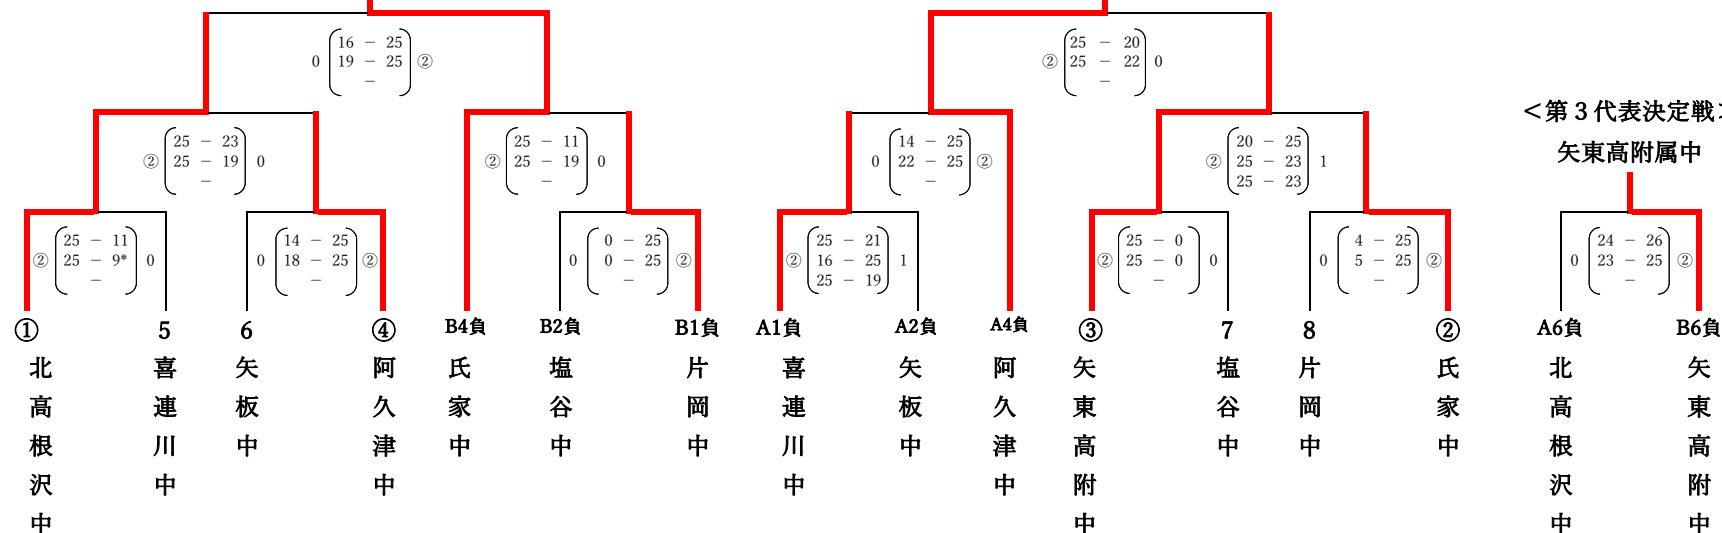 16 － 25
0 19 － 25 ②
－
25 － 20
② 25 － 22 0
－
＜第３代表決定戦
矢東高附属中
25 － 23
② 25 － 19 0
－
25 － 11
② 25 － 19 0
－
14 － 25
0 22 － 25 ②
－
20 － 25
② 25 － 23 1
25 － 23
25 － 11
② 25 － 9* 0
－
14 － 25
0 18 － 25 ②
－
0 － 25
0 0 － 25 ②
－
25 － 21
② 16 － 25 1
25 － 19
25 － 0
② 25 － 0 0
－
4 － 25
0 5 － 25 ②
－
24 － 26
0 23 － 25 ②
－
① 5 6 ④ B4負 B2負 B1負 A1負 A2負 A4負 ③ 7 8 ② A6負 B6負
北高根沢中
喜連川中
矢板中
阿久津中
氏家中
塩谷中
片岡中
喜連川中
矢板中
阿久津中
矢東高附中
塩谷中
片岡中
氏家中
北高根沢中
矢東高附中